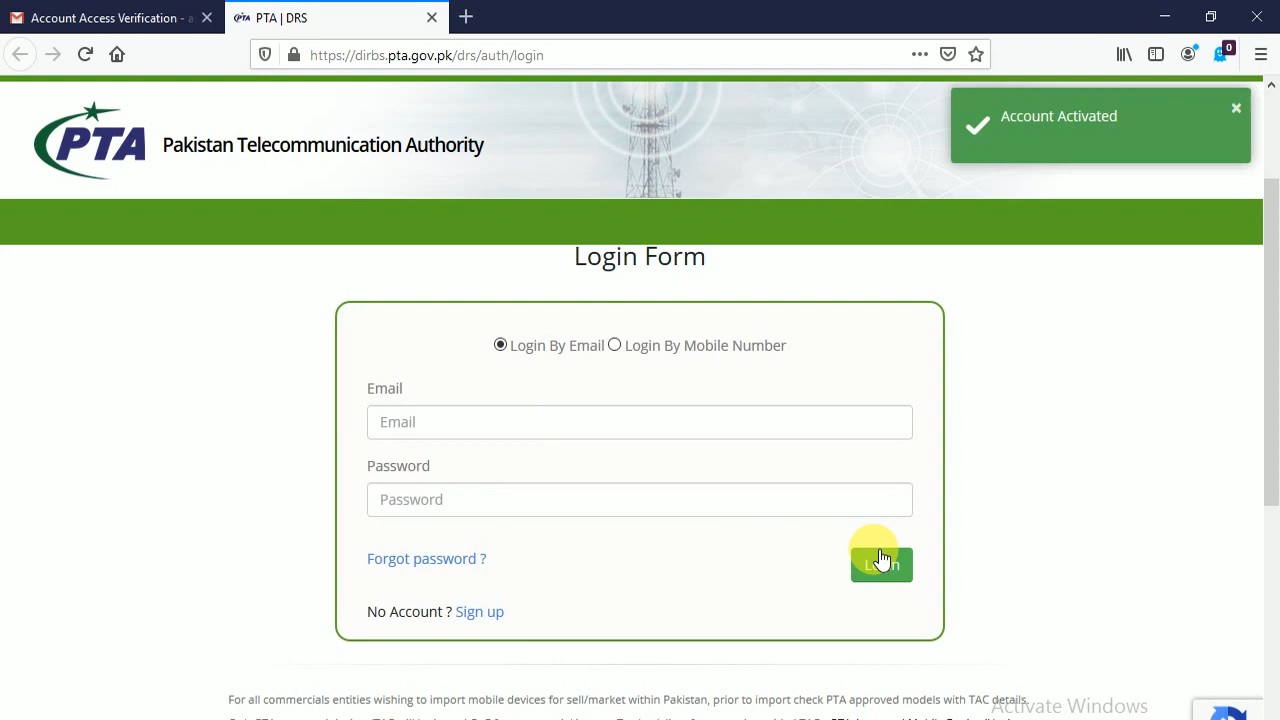 Account Access Verification - a
PTA | DRS
https://dirbs.pta.gov.pk/drs/auth/login
0
PTA
Pakistan Telecommunication Authority
Account Activated
Login Form
Login By Email
Login By Mobile Number
Email
Email
Password
Password
Forgot password ?
Login
No Account ? Sign up
For all commercials entities wishing to import mobile devices for sell/market within Pakistan, prior to import check PTA approved models with TAC details.
Activate Windows